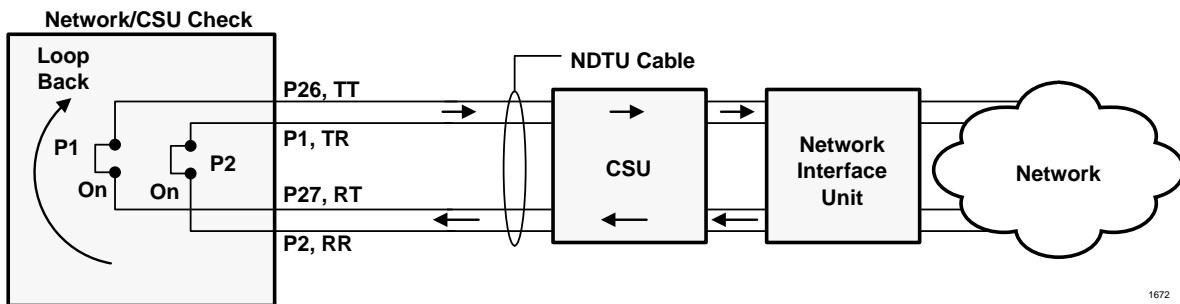 Network/CSU Check
Loop
Back
P1
On
P2
On
P26, TT
P1, TR
P27, RT
P2, RR
NDTU Cable
CSU
Network
Interface
Unit
Network
1672